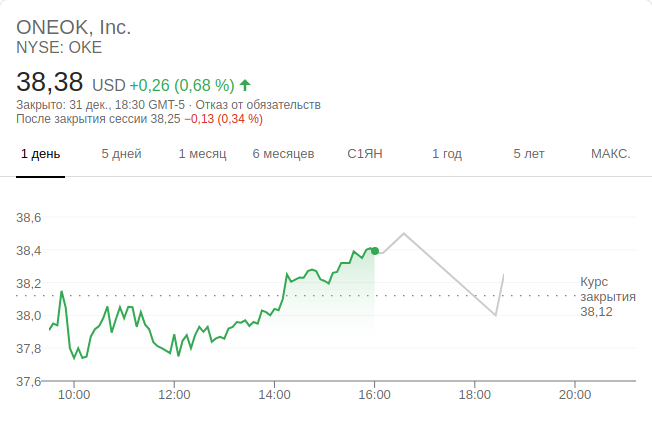 ONEOK, Inc.
NYSE: OKE
38,38 USD +0,26 (0,68 %)
Закрыто: 31 дек., 18:30 GMT-5 · Отказ от обязательств
После закрытия сессии 38,25 −0,13 (0,34 %)
1 день 5 дней 1 месяц 6 месяцев С1ЯН 1 год 5 лет МАКС.
38,6
38,4
38,2
38,0
37,8
37,6
Курс
закрытия
38,12
10:00 12:00 14:00 16:00 18:00 20:00